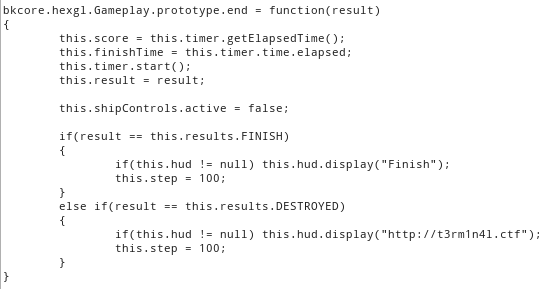 bkcore.hexgl.Gameplay.prototype.end = function(result)
{
this.score = this.timer.getElapsedTime();
this.finishTime = this.timer.time.elapsed;
this.timer.start();
this.result = result;
this.shipControls.active = false;
if(result == this.results.FINISH)
{
if(this.hud != null) this.hud.display("Finish");
this.step = 100;
}
else if(result == this.results.DESTROYED)
{
if(this.hud != null) this.hud.display("http://t3rm1n4l.ctf");
this.step = 100;
}
}